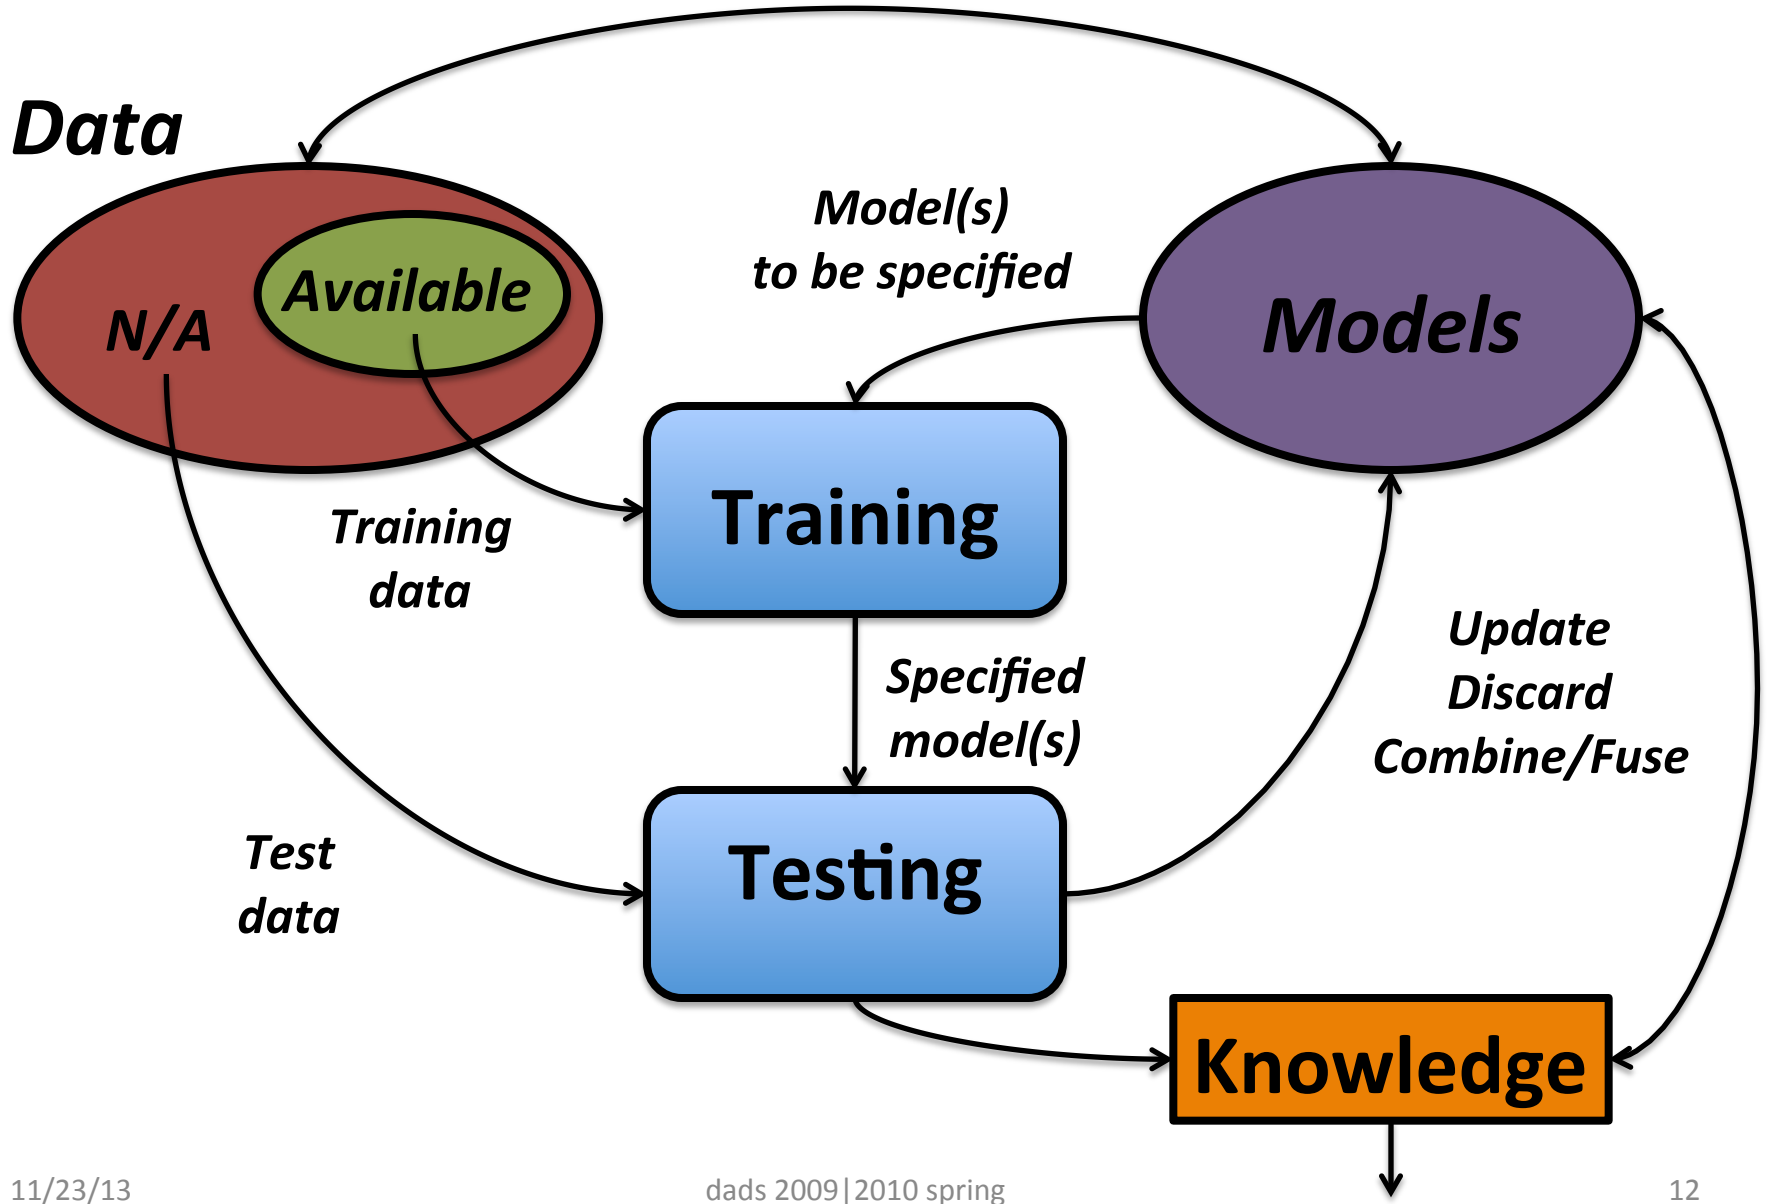 Data
Available
N/A
Model(s)
to be specified
Models
Training
Training
data
Specified
model(s)
Update
Discard
Combine/Fuse
Test
data
Testing
Knowledge
11/23/13
dads 2009|2010 spring
12